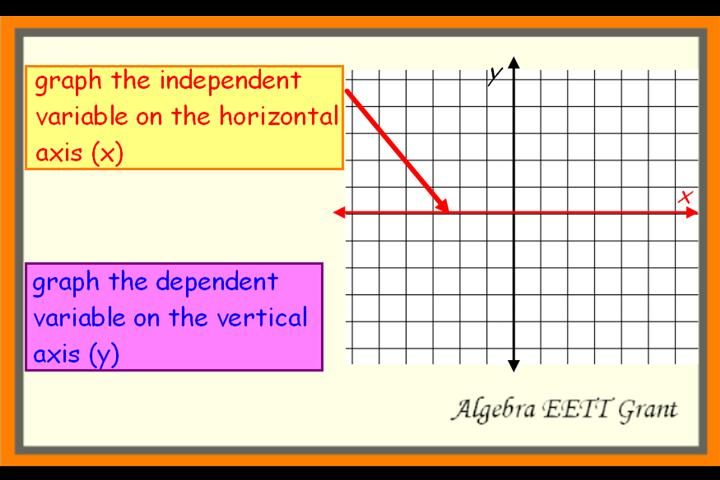 graph the independent
variable on the horizontal
axis (x)
y
x
graph the dependent
variable on the vertical
axis (y)
Algebra EETT Grant